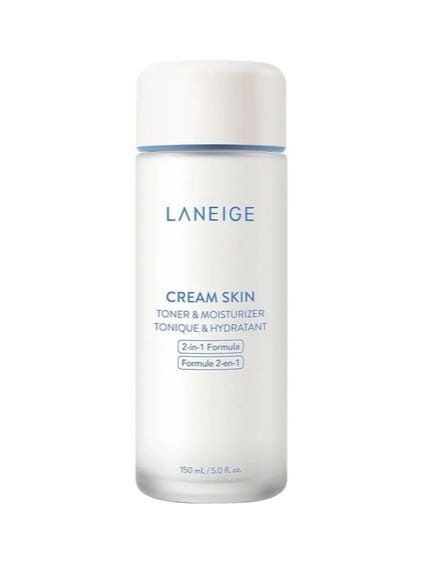 LANEIGE
CREAM SKIN
TONER & MOISTURIZER
TONIQUE & HYDRATANT
2-in-1 Formula
Formule 2-en-1
150 mL / 5.0 fl. oz.